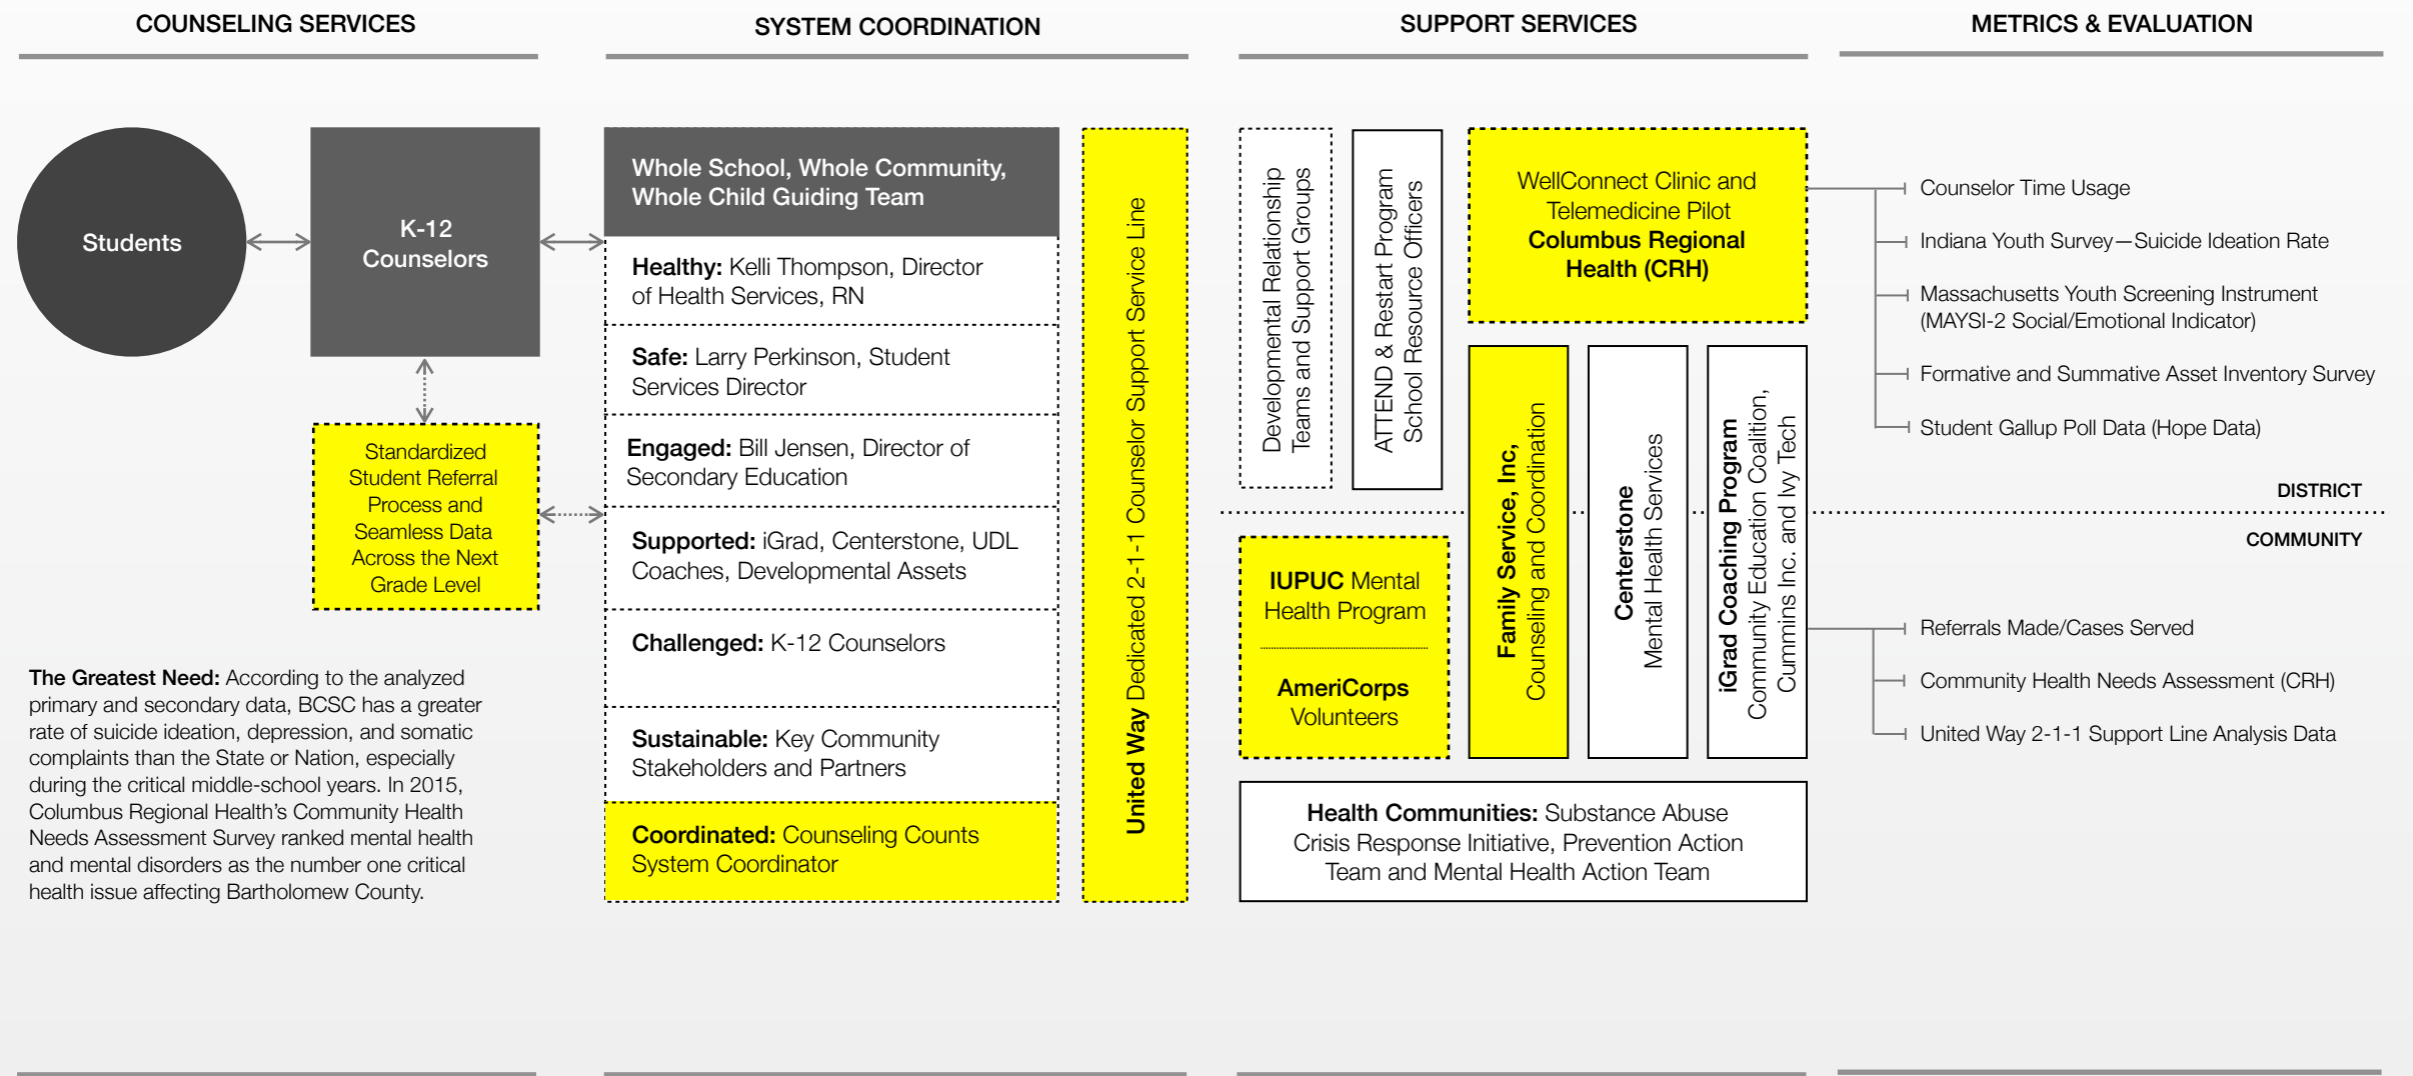 COUNSELING SERVICES
Students
K-12
Counselors
Standardized
Student Referral
Process and
Seamless Data
Across the Next
Grade Level
The Greatest Need: According to the analyzed
primary and secondary data, BCSC has a greater
rate of suicide ideation, depression, and somatic
complaints than the State or Nation, especially
during the critical middle-school years. In 2015,
Columbus Regional Health’s Community Health
Needs Assessment Survey ranked mental health
and mental disorders as the number one critical
health issue affecting Bartholomew County.
SYSTEM COORDINATION
Whole School, Whole Community,
Whole Child Guiding Team
Healthy: Kelli Thompson, Director
of Health Services, RN
Safe: Larry Perkinson, Student
Services Director
Engaged: Bill Jensen, Director of
Secondary Education
Supported: iGrad, Centerstone, UDL
Coaches, Developmental Assets
Challenged: K-12 Counselors
Sustainable: Key Community
Stakeholders and Partners
Coordinated: Counseling Counts
System Coordinator
United Way Dedicated 2-1-1 Counselor Support Service Line
SUPPORT SERVICES
Developmental Relationship
Teams and Support Groups
ATTEND & Restart Program
School Resource Officers
WellConnect Clinic and
Telemedicine Pilot
Columbus Regional
Health (CRH)
IUPUC Mental
Health Program
AmeriCorps
Volunteers
Family Service, Inc,
Counseling and Coordination
Centerstone
Mental Health Services
iGrad Coaching Program
Community Education Coalition,
Cummins Inc. and Ivy Tech
Health Communities: Substance Abuse
Crisis Response Initiative, Prevention Action
Team and Mental Health Action Team
METRICS & EVALUATION
Counselor Time Usage
Indiana Youth Survey—Suicide Ideation Rate
Massachusetts Youth Screening Instrument
(MAYSI-2 Social/Emotional Indicator)
Formative and Summative Asset Inventory Survey
Student Gallup Poll Data (Hope Data)
DISTRICT
COMMUNITY
Referrals Made/Cases Served
Community Health Needs Assessment (CRH)
United Way 2-1-1 Support Line Analysis Data